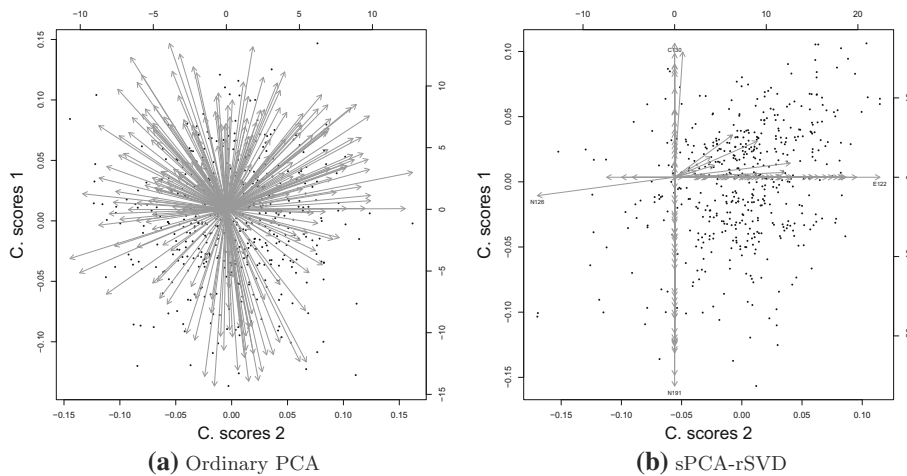 −10 −5 0 5 10
0 10 20
C. scores 1
0.15
0.10
0.05
0.00
−0.05
−0.10
10
5
0
−5
−10
−15
−0.15 −0.10 −0.05 0.00 0.05 0.10 0.15
C. scores 2
(a) Ordinary PCA
C. scores 1
0.10
0.05
0.00
−0.05
−0.10
−0.15
C130
E122
N126
N191
−0.15 −0.10 −0.05 0.00 0.05 0.10
C. scores 2
(b) sPCA-rSVD